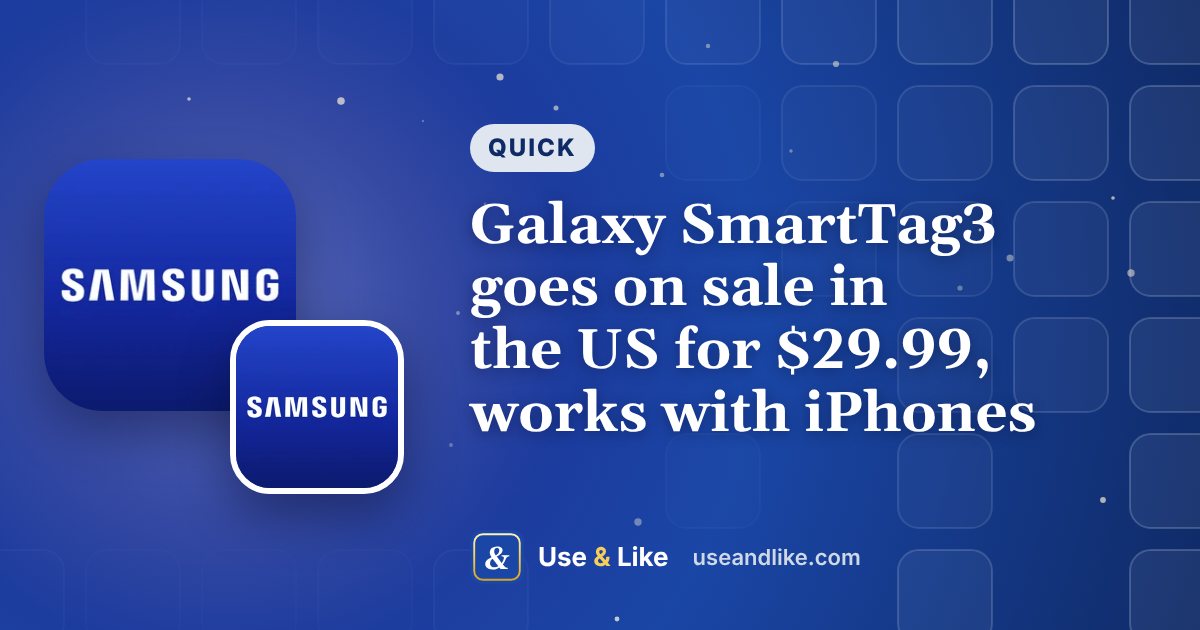 SAMSUNG
SAMSUNG
QUICK
Galaxy SmartTag3
goes on sale in
the US for $29.99,
works with iPhones
& Use & Like useandlike.com